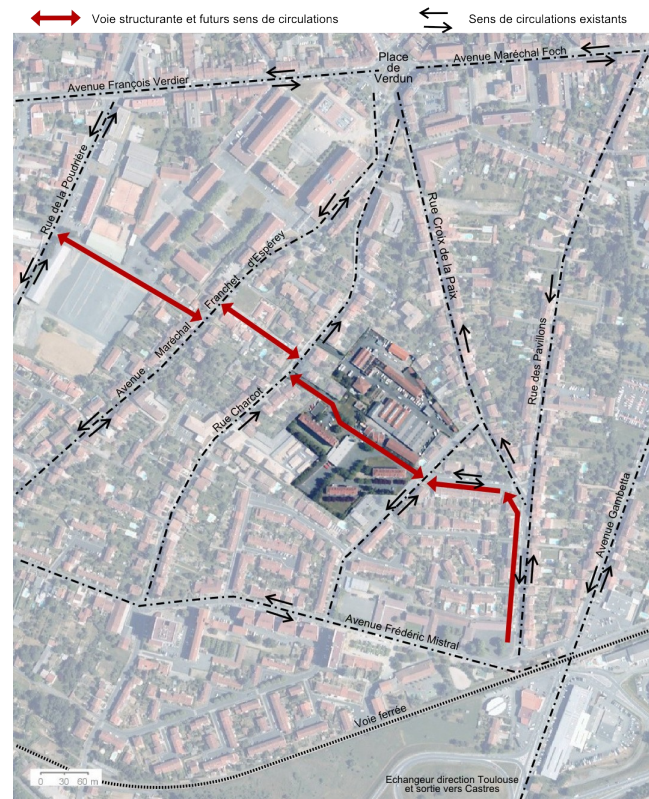 Voie structurante et futurs sens de circulations
Sens de circulations existants
Place
de
Verdun
Avenue Maréchal Foch
Avenue François Verdier
Rue de la Poudrière
Rue Croix de la Paix
Avenue Maréchal Franchet d'Espérey
Rue des Pavillons
Rue Charcot
Avenue Gambetta
Avenue Frédéric Mistral
Voie ferrée
0 30 60 m
Echangeur direction Toulouse
et sortie vers Castres